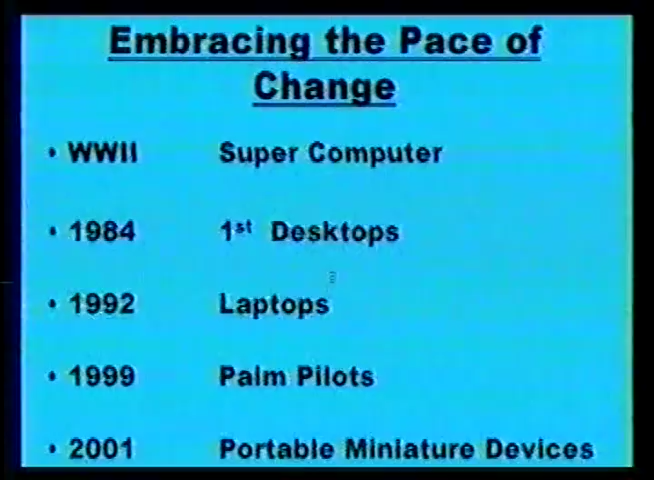 Embracing the Pace of
Change
• WWII Super Computer
• 1984 1st Desktops
• 1992 Laptops
• 1999 Palm Pilots
• 2001 Portable Miniature Devices